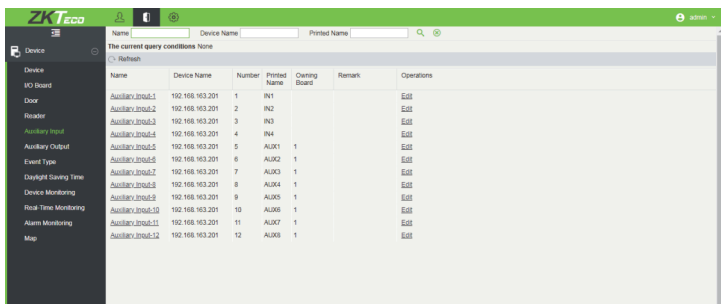 ZKTeco
admin
Name Device Name Printed Name
The current query conditions None
Refresh
Device
Device
I/O Board
Door
Reader
Auxiliary Input
Auxiliary Output
Event Type
Daylight Saving Time
Device Monitoring
Real-Time Monitoring
Alarm Monitoring
Map
Name Device Name Number Printed Name Owning Board Remark Operations
Auxiliary Input-1 192.168.163.201 1 IN1 Edit
Auxiliary Input-2 192.168.163.201 2 IN2 Edit
Auxiliary Input-3 192.168.163.201 3 IN3 Edit
Auxiliary Input-4 192.168.163.201 4 IN4 Edit
Auxiliary Input-5 192.168.163.201 5 AUX1 1 Edit
Auxiliary Input-6 192.168.163.201 6 AUX2 1 Edit
Auxiliary Input-7 192.168.163.201 7 AUX3 1 Edit
Auxiliary Input-8 192.168.163.201 8 AUX4 1 Edit
Auxiliary Input-9 192.168.163.201 9 AUX5 1 Edit
Auxiliary Input-10 192.168.163.201 10 AUX6 1 Edit
Auxiliary Input-11 192.168.163.201 11 AUX7 1 Edit
Auxiliary Input-12 192.168.163.201 12 AUX8 1 Edit